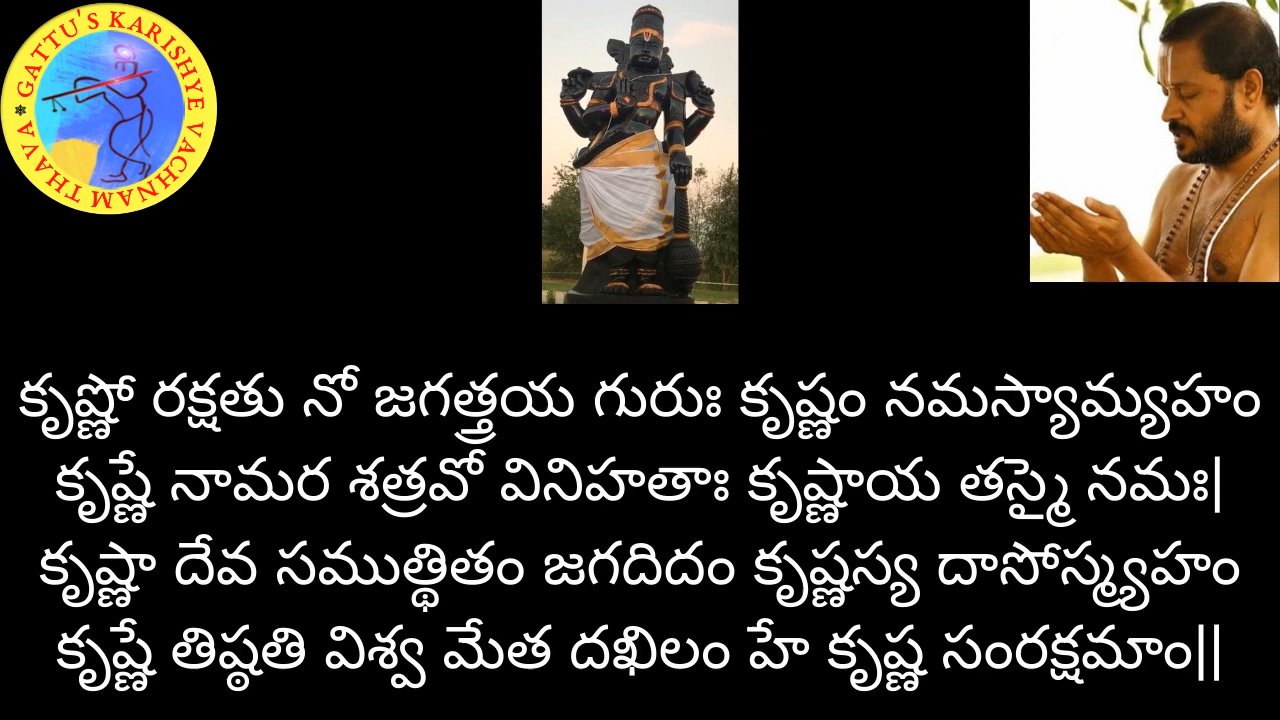 GATTU'S KARISHYE VACHNAM THAVA
కృష్ణో రక్షతు నో జగత్త్రయ గురుః కృష్ణం నమస్యామ్యహం
కృష్ణే నామర శత్రవో వినిహతాః కృష్ణాయ తస్మై నమః|
కృష్ణా దేవ సముత్థితం జగదిదం కృష్ణస్య దాసోస్మ్యహం
కృష్ణే తిష్ఠతి విశ్వ మేత దఖిలం హే కృష్ణ సంరక్షమాం||